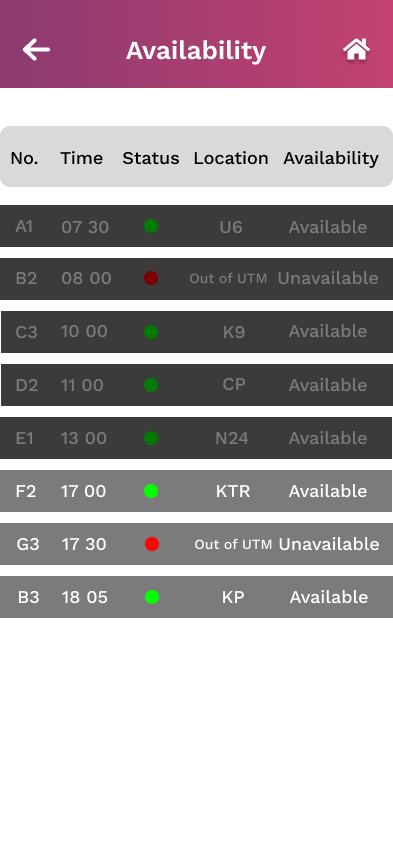 Availability
No. Time Status Location Availability
A1 07 30 U6 Available
B2 08 00 Out of UTM Unavailable
C3 10 00 K9 Available
D2 11 00 CP Available
E1 13 00 N24 Available
F2 17 00 KTR Available
G3 17 30 Out of UTM Unavailable
B3 18 05 KP Available